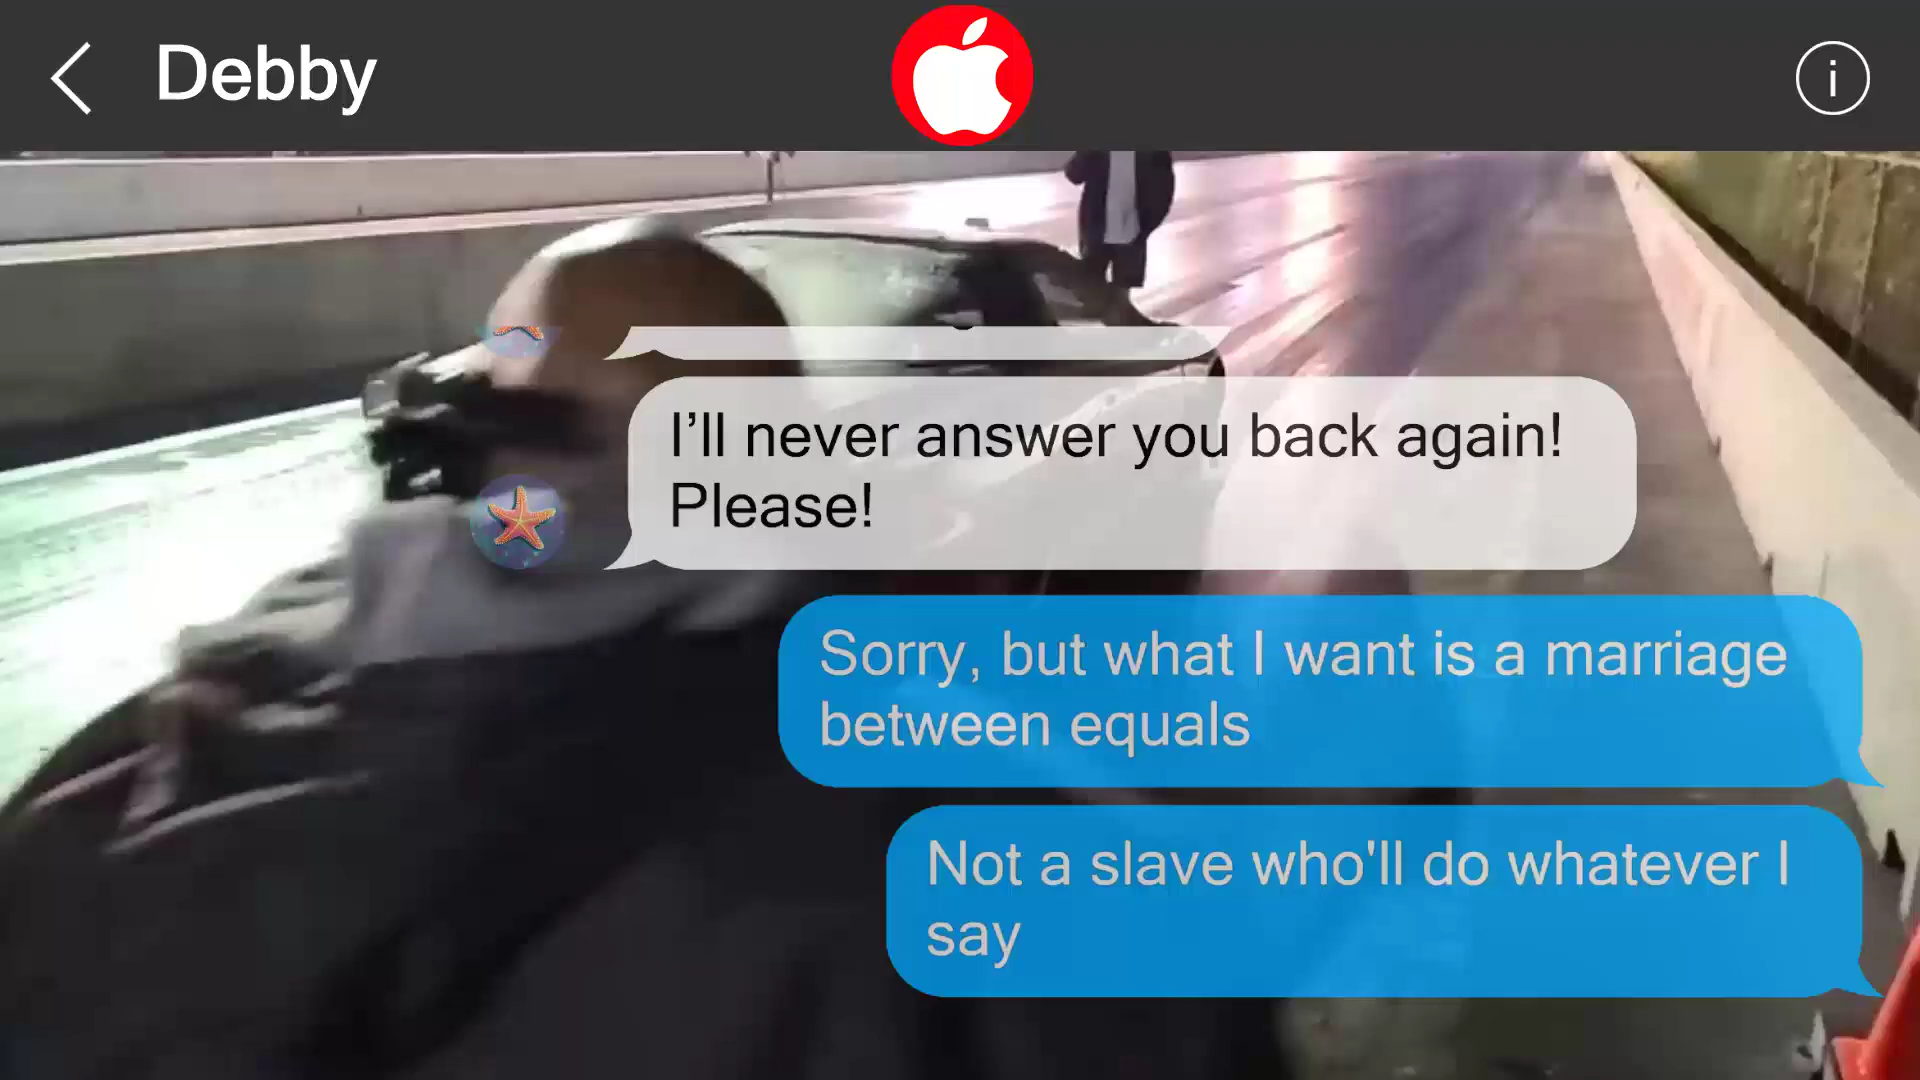 Debby
I’ll never answer you back again!
Please!
Sorry, but what I want is a marriage
between equals
Not a slave who'll do whatever I
say